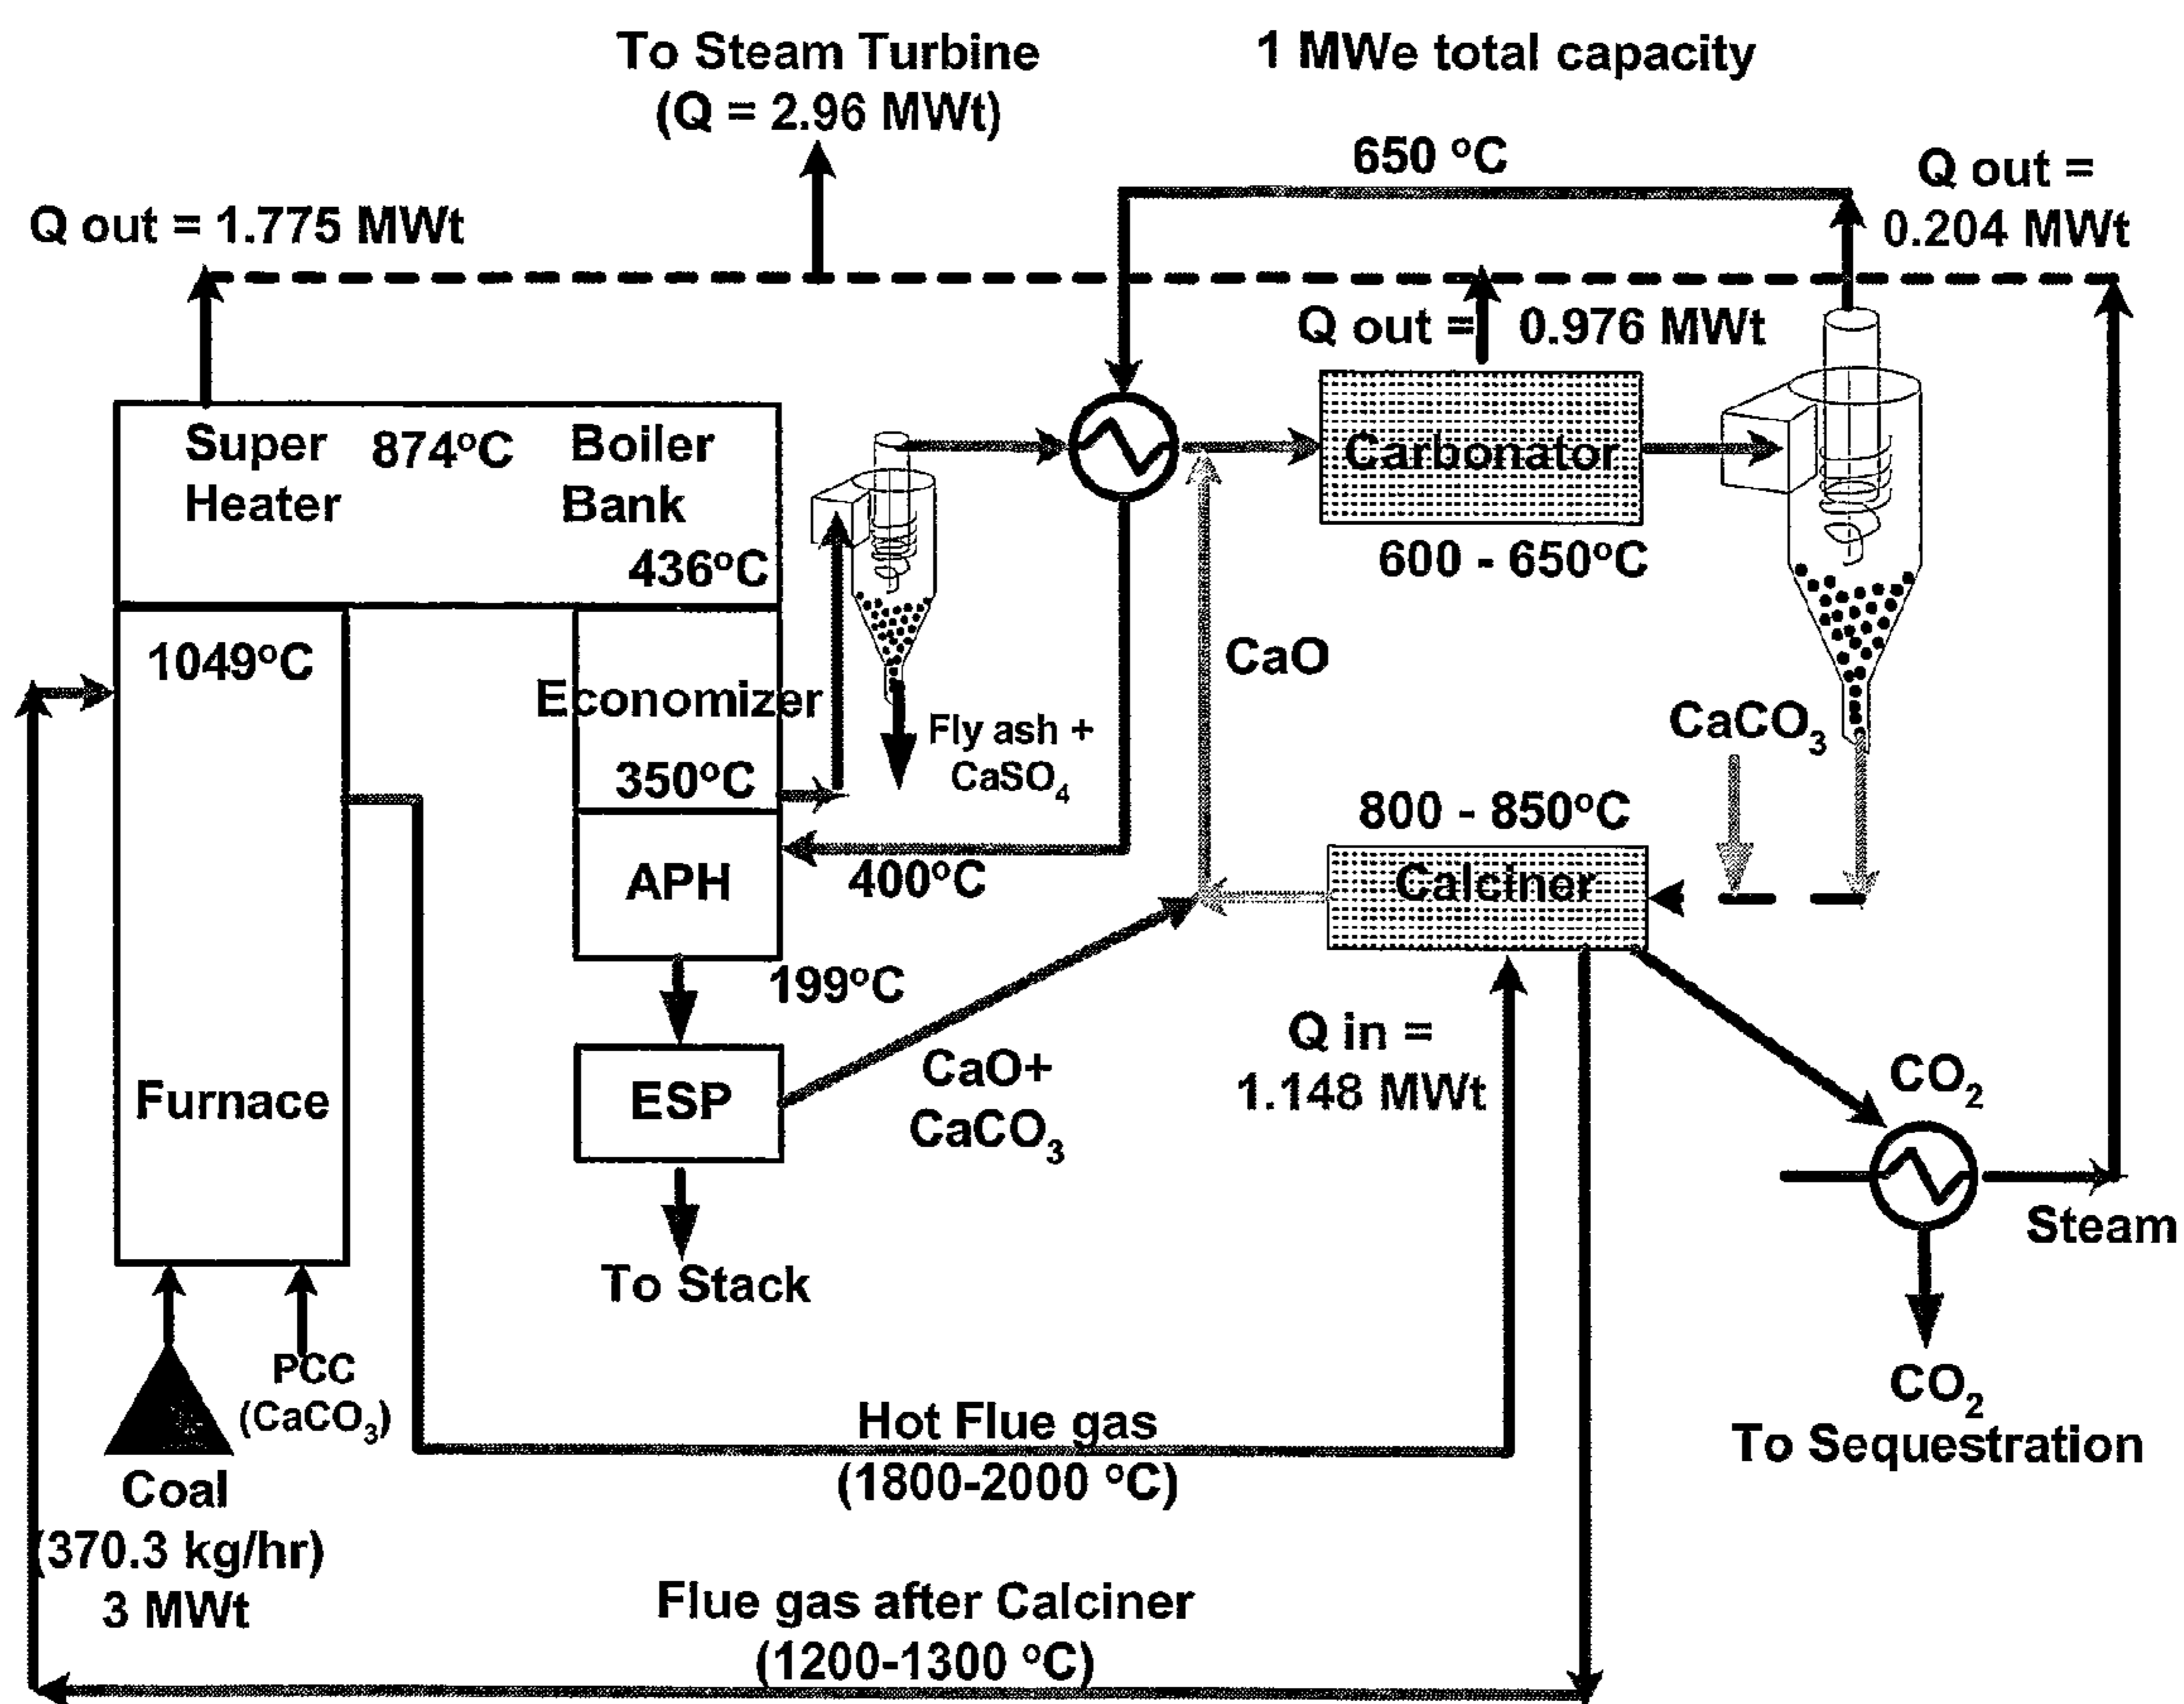 To Steam Turbine
(Q = 2.96 MWt)
1 MWe total capacity
650 °C
Q out =
0.204 MWt
Q out = 1.775 MWt
Q out = 0.976 MWt
Super
Heater
874°C
Boiler
Bank
436°C
Carbonator
600 - 650°C
1049°C
Economizer
350°C
Fly ash +
CaSO₄
CaO
CaCO₃
800 - 850°C
APH
400°C
Calciner
199°C
Furnace
ESP
CaO+
CaCO₃
Q in =
1.148 MWt
CO₂
Steam
To Stack
PCC
(CaCO₃)
CO₂
To Sequestration
Coal
(370.3 kg/hr)
3 MWt
Hot Flue gas
(1800-2000 °C)
Flue gas after Calciner
(1200-1300 °C)